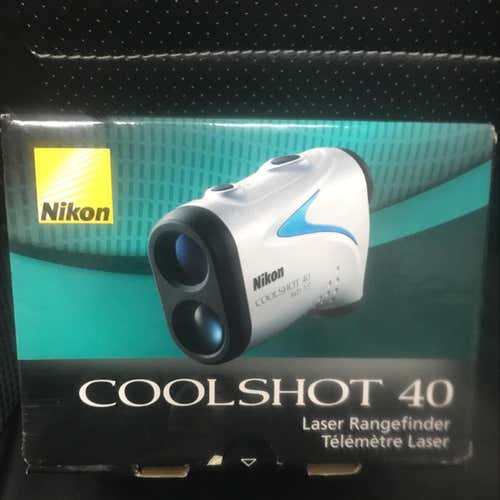 Nikon
Nikon
COOLSHOT 40
COOLSHOT 40
Laser Rangefinder
Télémètre Laser